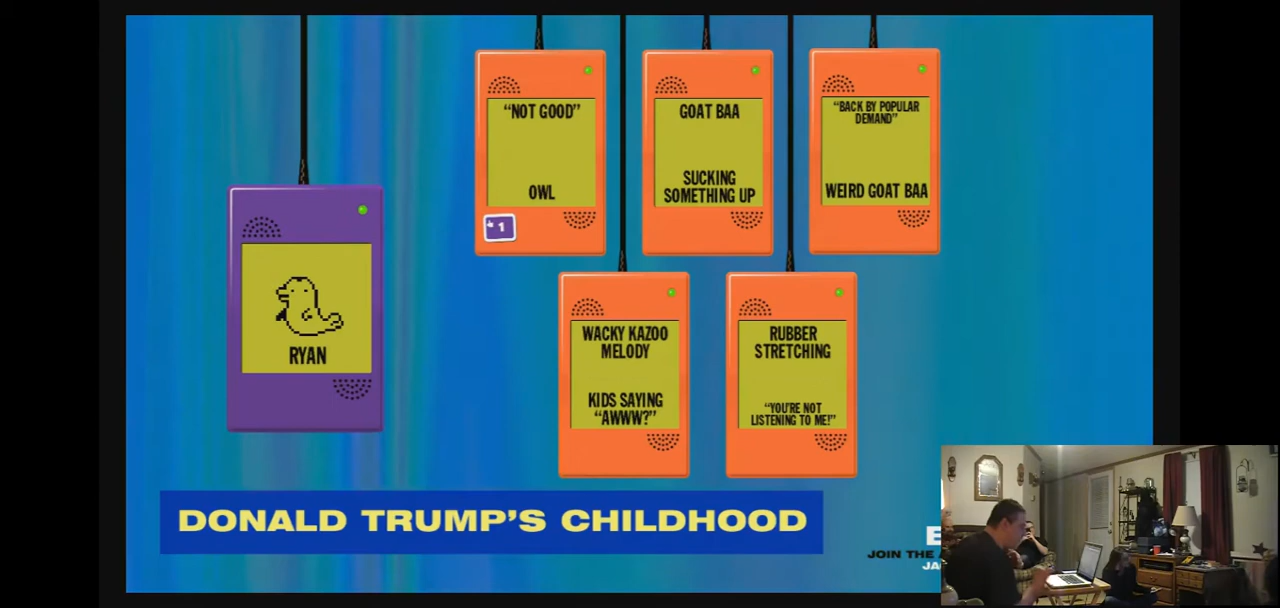 "NOT GOOD"
OWL
1
GOAT BAA
SUCKING
SOMETHING UP
"BACK BY POPULAR
DEMAND"
WEIRD GOAT BAA
RYAN
WACKY KAZOO
MELODY
KIDS SAYING
"AWWW?"
RUBBER
STRETCHING
"YOU'RE NOT
LISTENING TO ME!"
DONALD TRUMP'S CHILDHOOD
JOIN THE